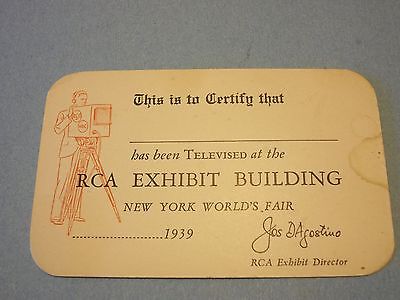 This is to Certify that
has been TELEVISED at the
RCA EXHIBIT BUILDING
NEW YORK WORLD'S FAIR
....................1939
Jos D'Agostino
RCA Exhibit Director